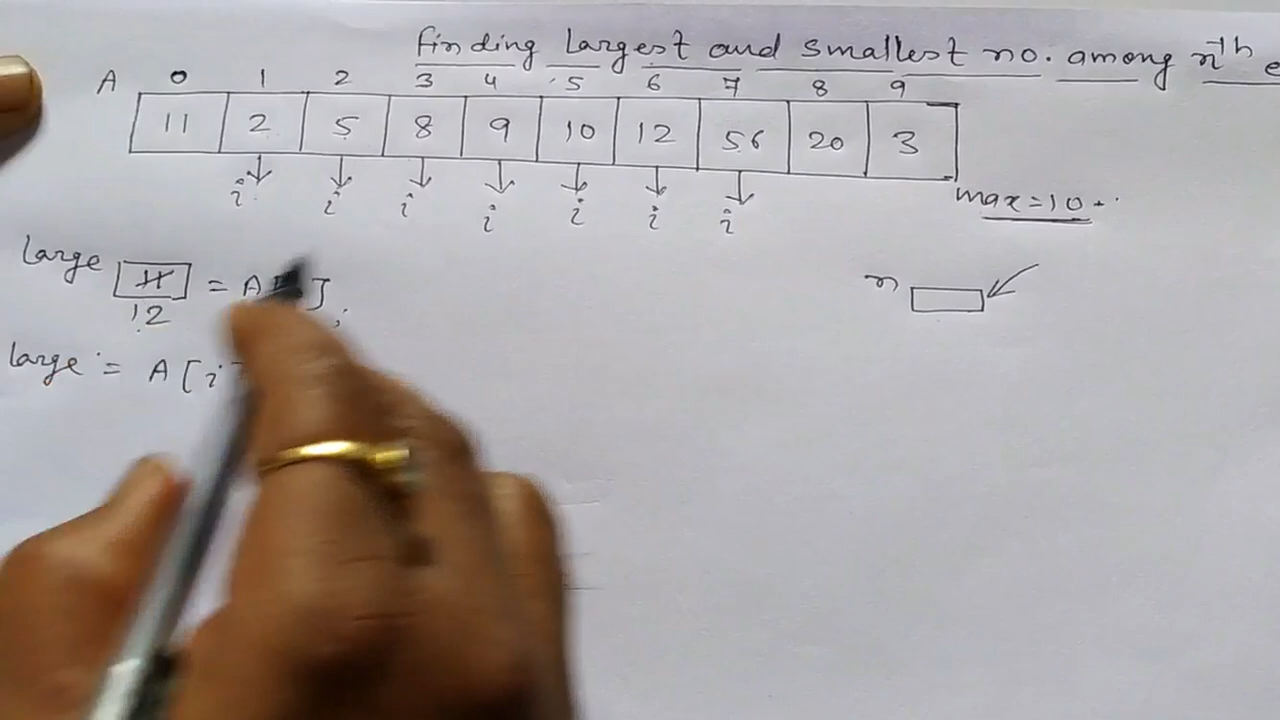 Finding largest and smallest no. among nth e
A 0 1 2 3 4 5 6 7 8 9
11 2 5 8 9 10 12 56 20 3
i i i i i i i
max=10
large 11 = A[ ];
12
n
large = A[i]